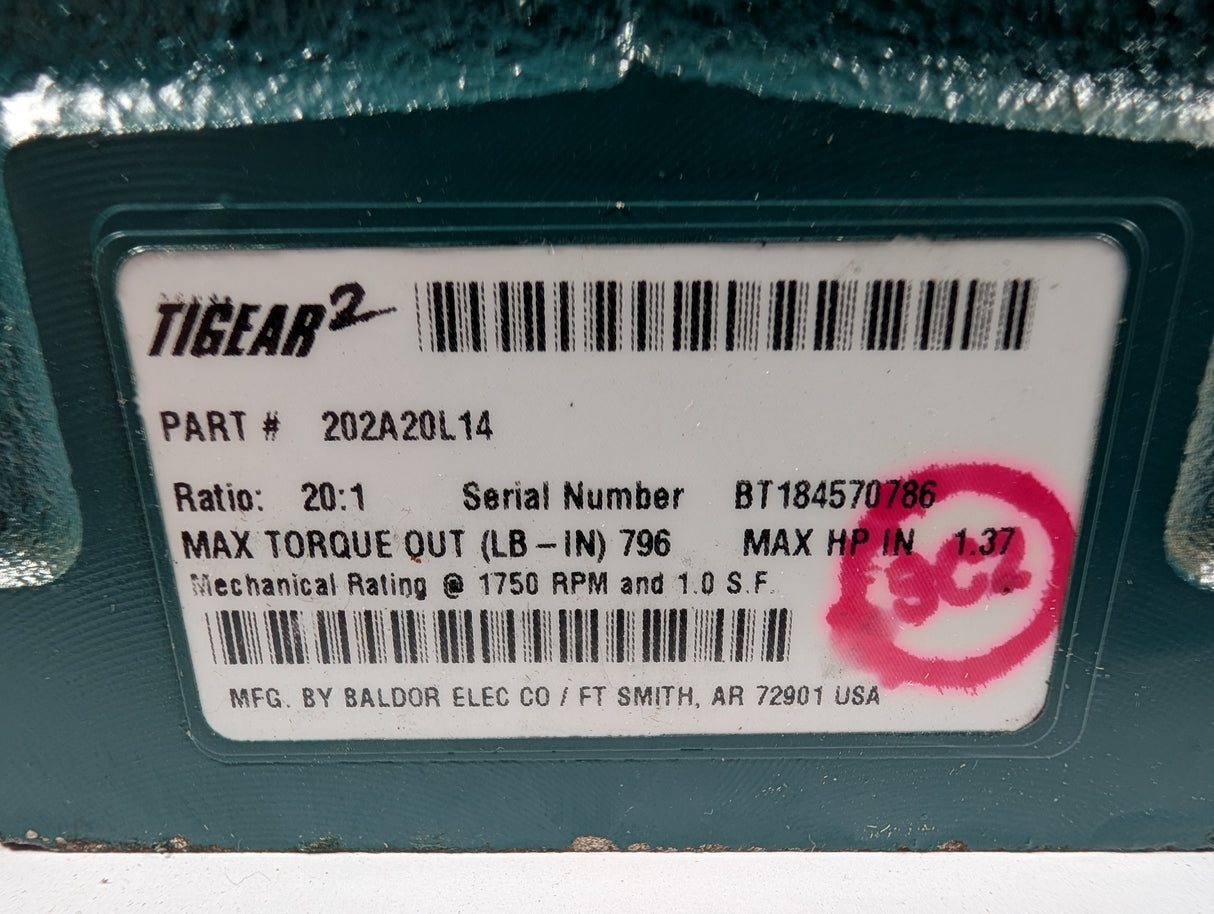 TIGEAR2
PART # 202A20L14
Ratio: 20:1 Serial Number BT184570786
MAX TORQUE OUT (LB-IN) 796 MAX HP IN 1.37
Mechanical Rating @ 1750 RPM and 1.0 S.F.
MFG. BY BALDOR ELEC CO / FT SMITH, AR 72901 USA